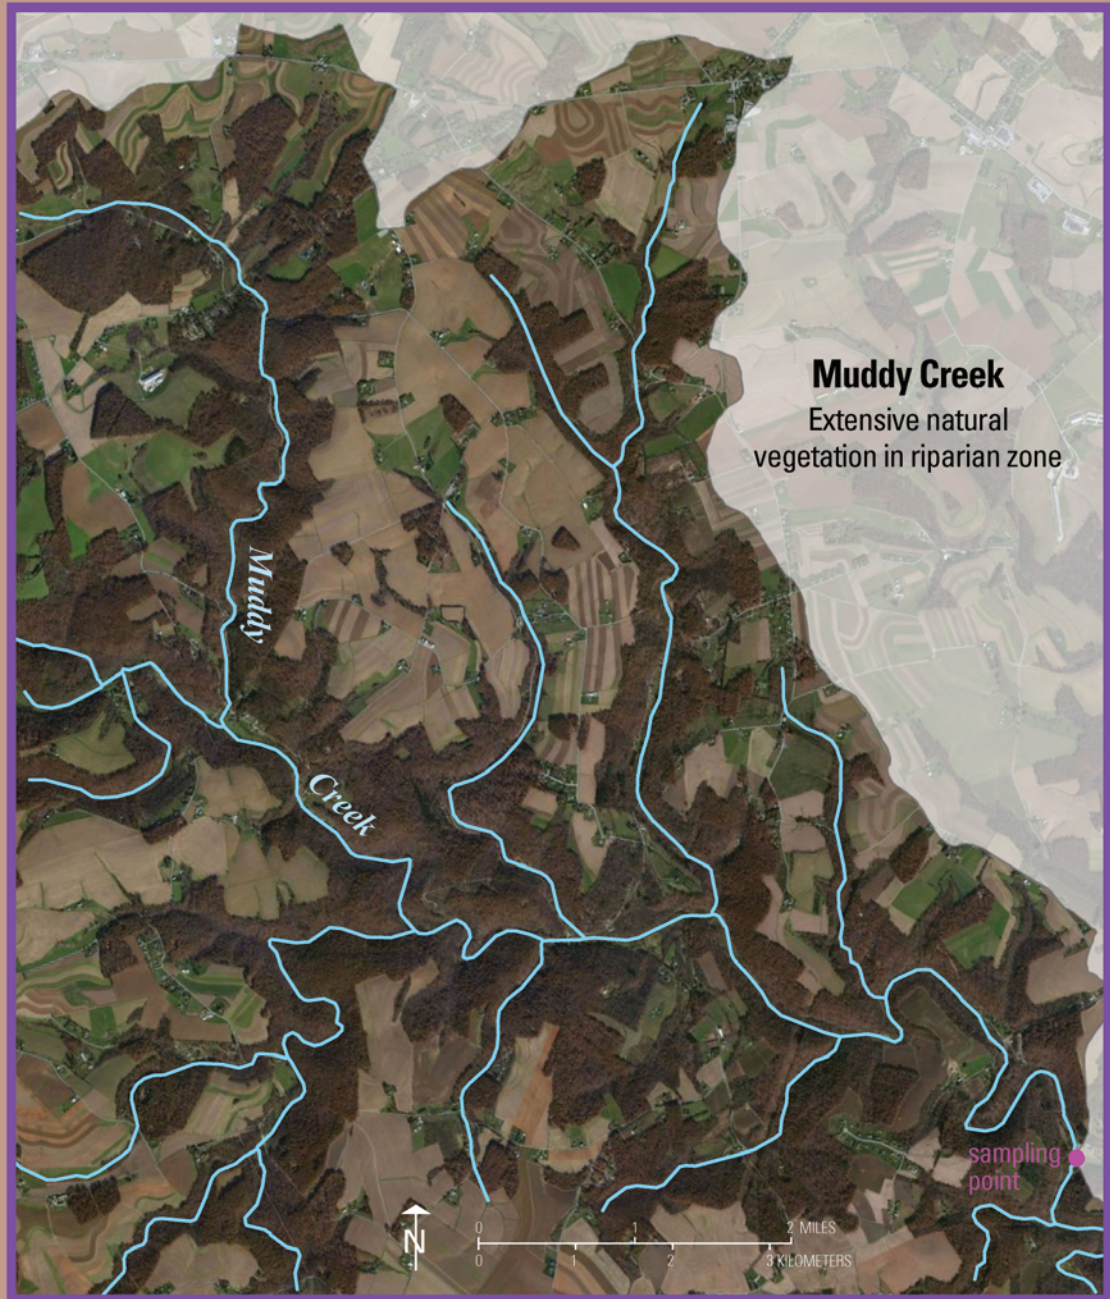 Muddy Creek
Extensive natural
vegetation in riparian zone
Muddy
Creek
sampling
point
N
0 1 2 MILES
0 1 2 3 KILOMETERS